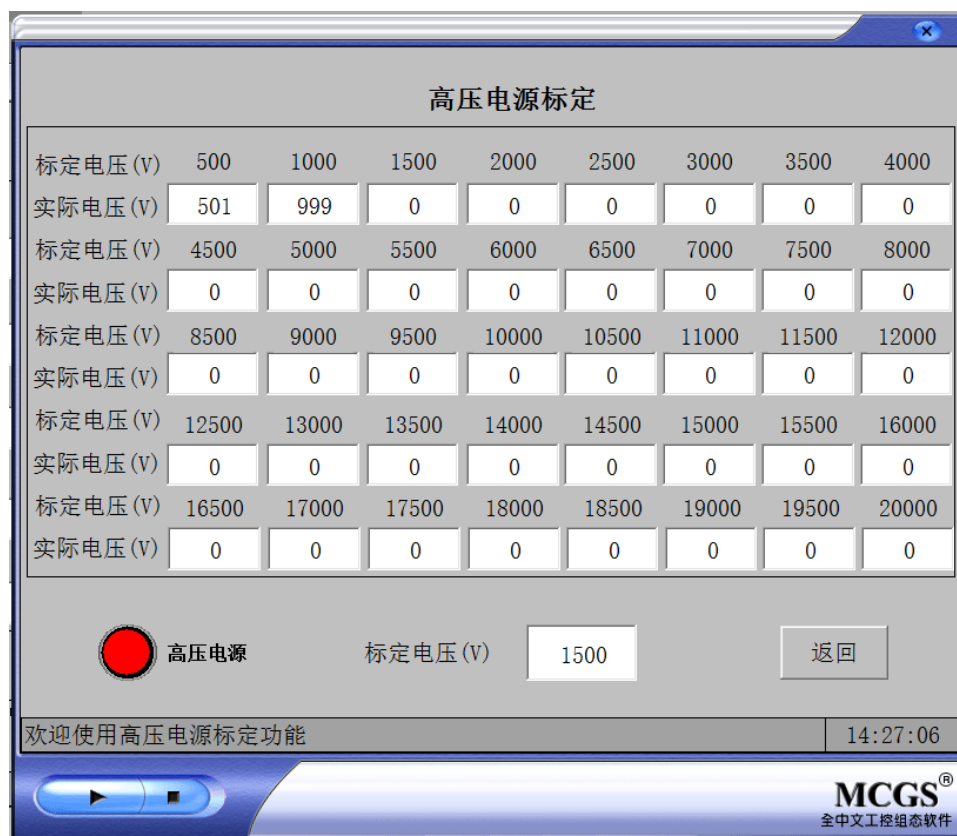 高压电源标定
标定电压(V) 500 1000 1500 2000 2500 3000 3500 4000
实际电压(V) 501 999 0 0 0 0 0 0
标定电压(V) 4500 5000 5500 6000 6500 7000 7500 8000
实际电压(V) 0 0 0 0 0 0 0 0
标定电压(V) 8500 9000 9500 10000 10500 11000 11500 12000
实际电压(V) 0 0 0 0 0 0 0 0
标定电压(V) 12500 13000 13500 14000 14500 15000 15500 16000
实际电压(V) 0 0 0 0 0 0 0 0
标定电压(V) 16500 17000 17500 18000 18500 19000 19500 20000
实际电压(V) 0 0 0 0 0 0 0 0
高压电源 标定电压(V) 1500 返回
欢迎使用高压电源标定功能 14:27:06
MCGS®
全中文工控组态软件